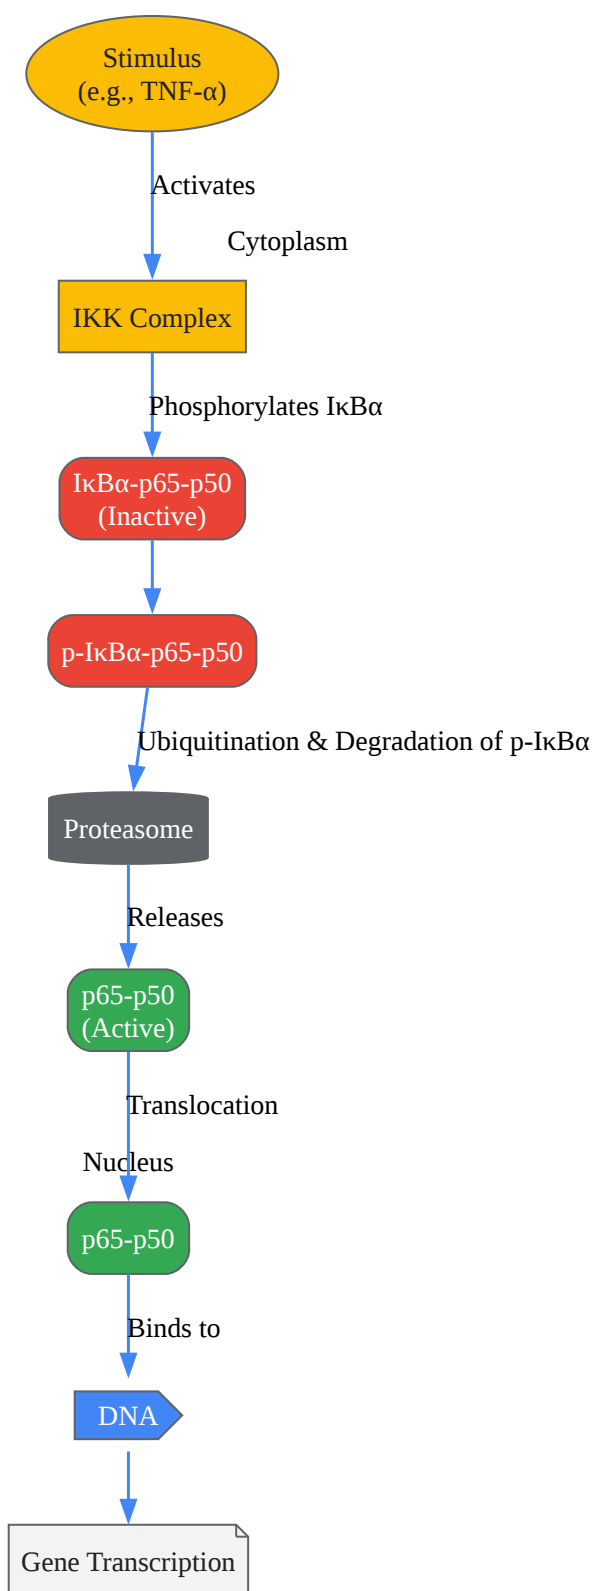 Stimulus
(e.g., TNF-α)
Activates
Cytoplasm
IKK Complex
Phosphorylates IκBα
IκBα-p65-p50
(Inactive)
p-IκBα-p65-p50
Ubiquitination & Degradation of p-IκBα
Proteasome
Releases
p65-p50
(Active)
Translocation
Nucleus
p65-p50
Binds to
DNA
Gene Transcription